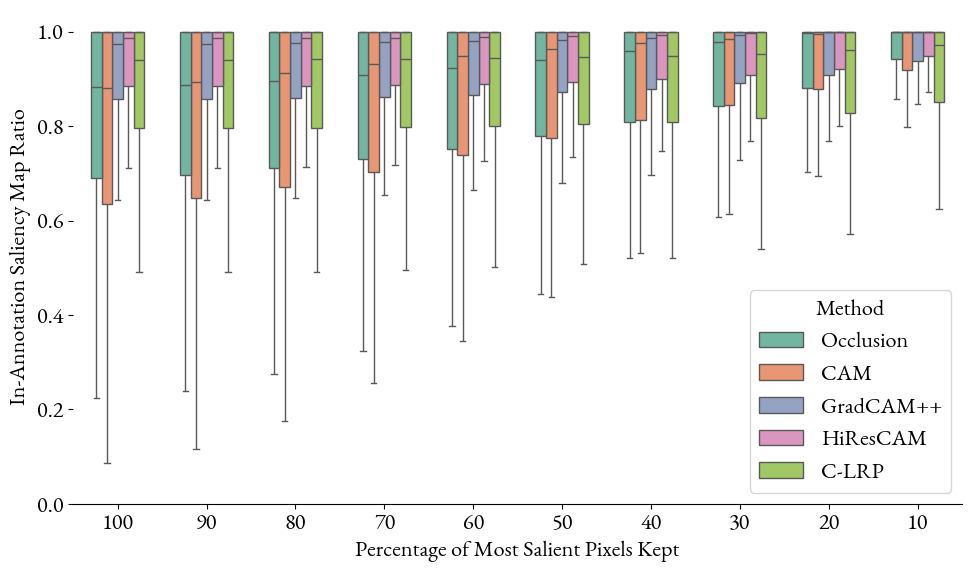 In-Annotation Saliency Map Ratio
1.0
0.8
0.6
0.4
0.2
0.0
100 90 80 70 60 50 40 30 20 10
Percentage of Most Salient Pixels Kept
Method
Occlusion
CAM
GradCAM++
HiResCAM
C-LRP